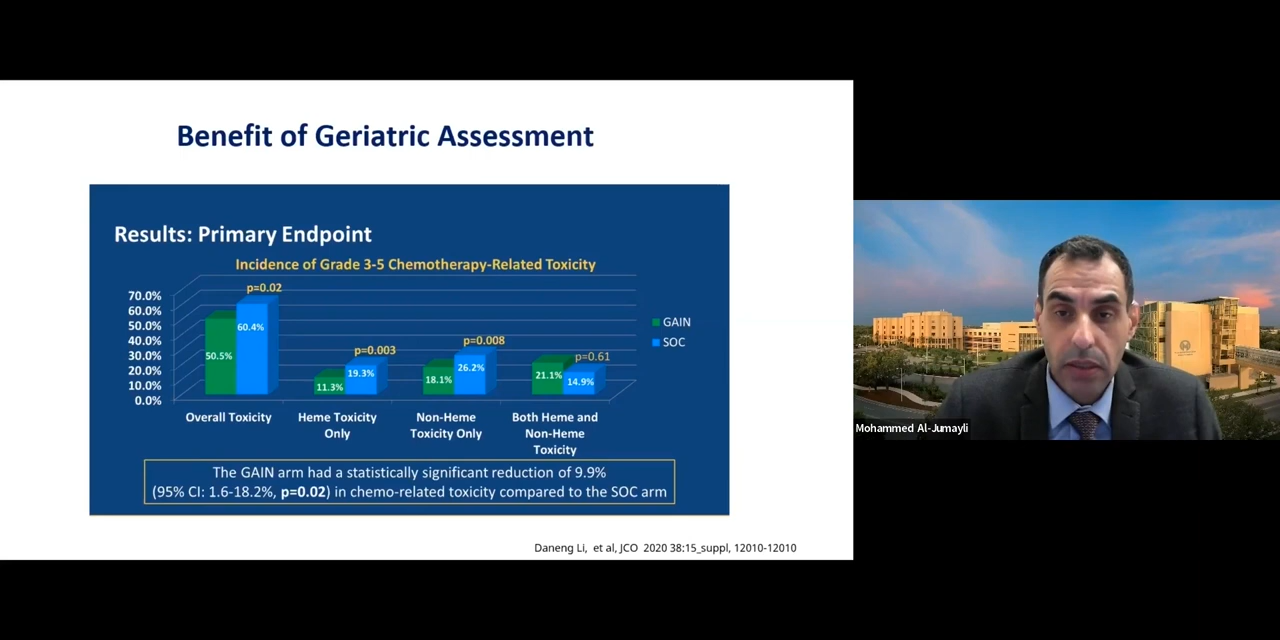 Benefit of Geriatric Assessment
Results: Primary Endpoint
Incidence of Grade 3-5 Chemotherapy-Related Toxicity
70.0%
60.0%
50.0%
40.0%
30.0%
20.0%
10.0%
0.0%
p=0.02
50.5%
60.4%
p=0.003
11.3%
19.3%
p=0.008
18.1%
26.2%
p=0.61
21.1%
14.9%
GAIN
SOC
Overall Toxicity
Heme Toxicity
Only
Non-Heme
Toxicity Only
Both Heme and
Non-Heme
Toxicity
The GAIN arm had a statistically significant reduction of 9.9%
(95% CI: 1.6-18.2%, p=0.02) in chemo-related toxicity compared to the SOC arm
Daneng Li, et al, JCO 2020 38:15_suppl, 12010-12010
Mohammed Al-Jumayli